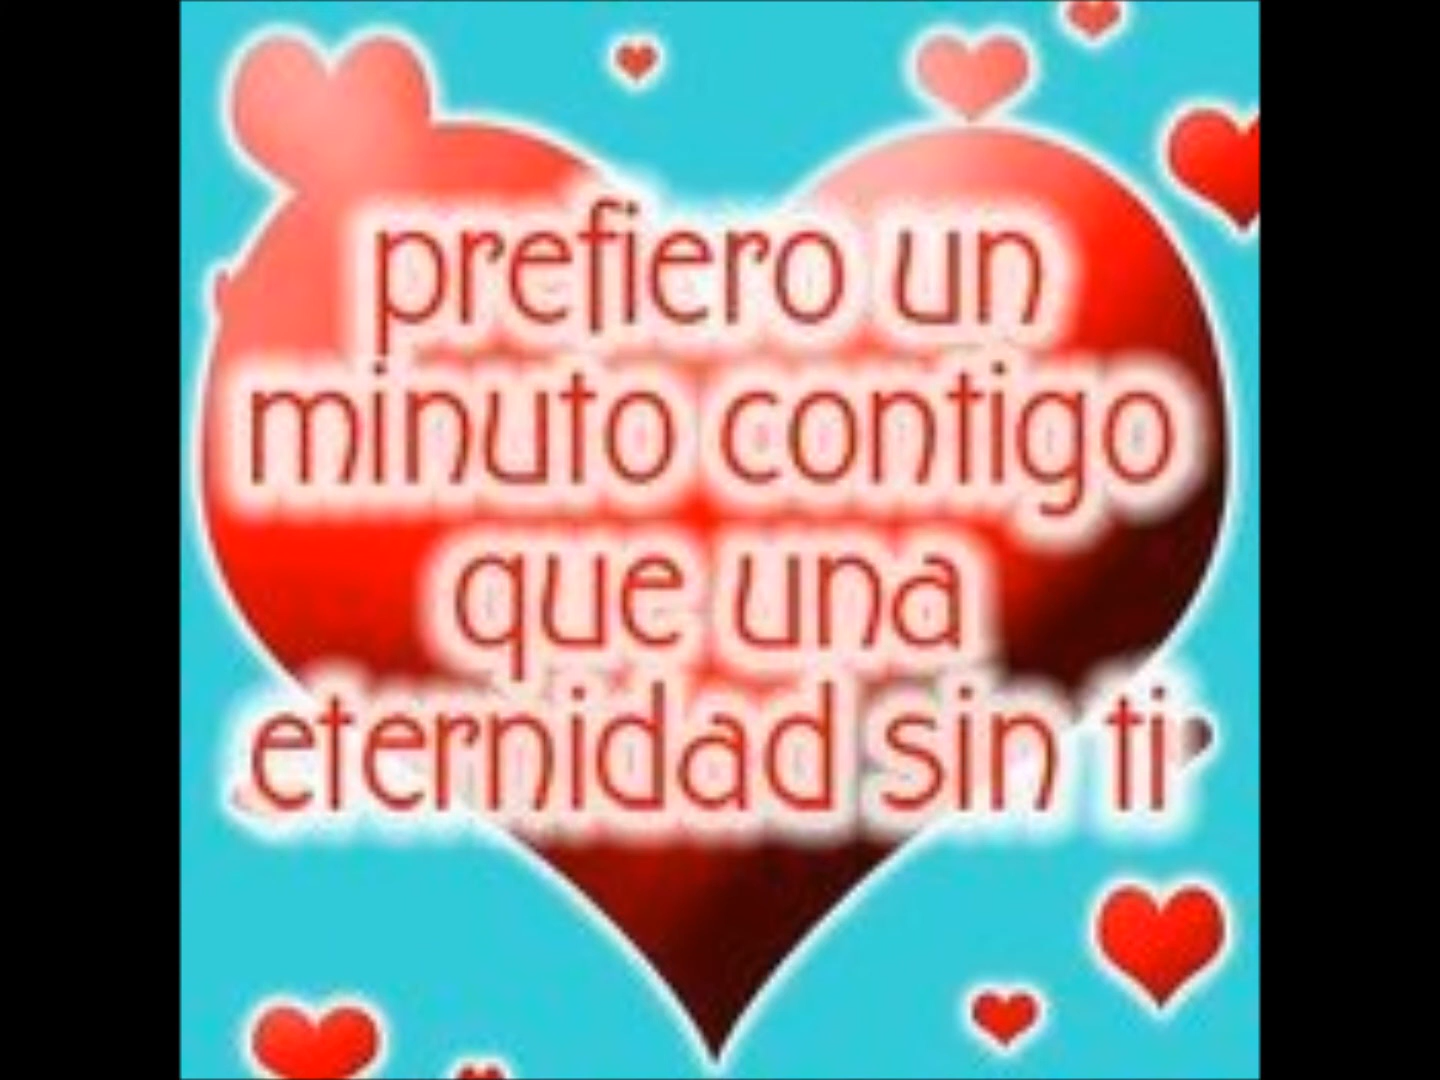 prefiero un
minuto contigo
que una
eternidad sin ti